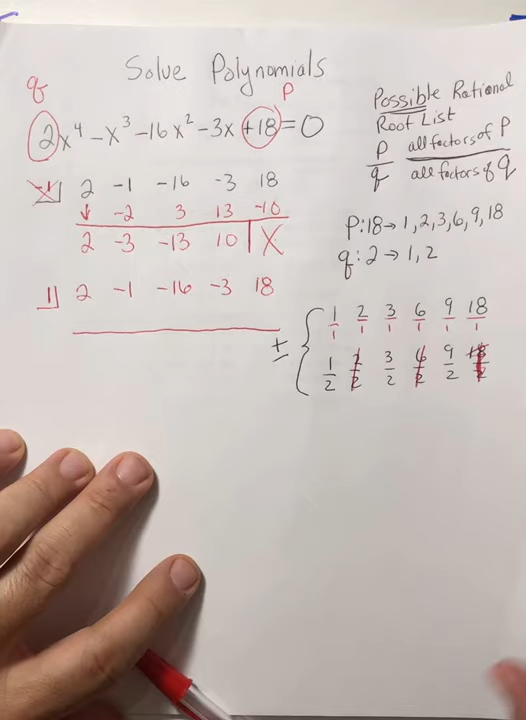 Solve Polynomials
q
P
2x⁴ - x³ - 16x² - 3x + 18 = 0
Possible Rational
Root List
P/q all factors of P / all factors of q
-1 2 -1 -16 -3 18
↓ -2 3 13 -10
2 -3 -13 10 X
P: 18 → 1, 2, 3, 6, 9, 18
q: 2 → 1, 2
1 2 -1 -16 -3 18
± { 1/1 2/1 3/1 6/1 9/1 18/1
1/2 2/2 3/2 6/2 9/2 18/2